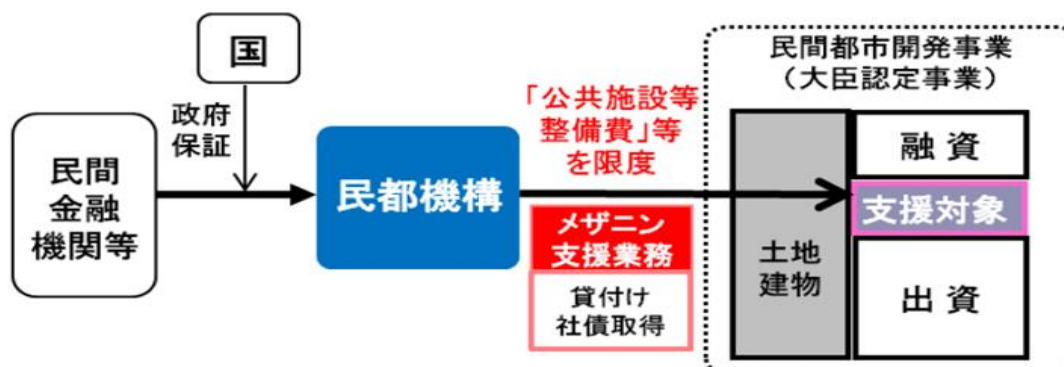 国
政府
保証
民間
金融
機関等
民都機構
「公共施設等
整備費」等
を限度
メザニン
支援業務
貸付け
社債取得
民間都市開発事業
（大臣認定事業）
土地
建物
融資
支援対象
出資